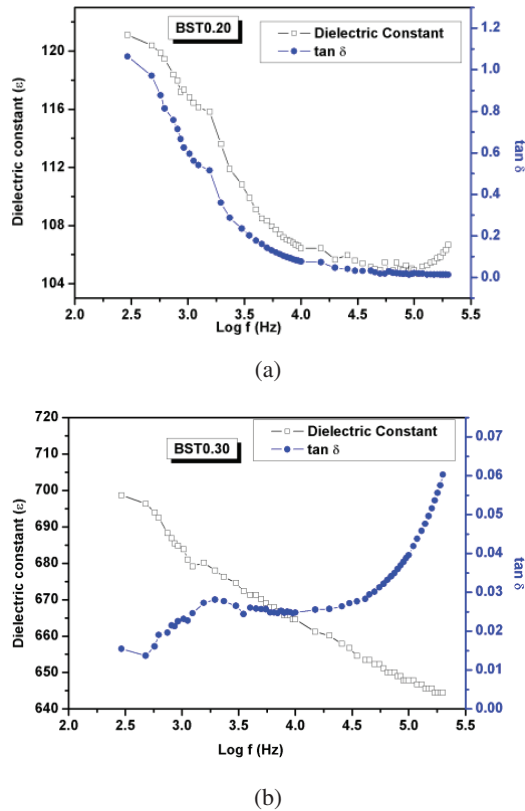 BST0.20
Dielectric Constant
tan δ
Dielectric constant (ε)
120
116
112
108
104
1.2
1.0
0.8
0.6
0.4
0.2
0.0
tan δ
2.0 2.5 3.0 3.5 4.0 4.5 5.0 5.5
Log f (Hz)
(a)
BST0.30
Dielectric Constant
tan δ
Dielectric constant (ε)
720
700
680
660
640
0.07
0.06
0.05
0.04
0.03
0.02
0.01
0.00
tan δ
2.0 2.5 3.0 3.5 4.0 4.5 5.0 5.5
Log f (Hz)
(b)